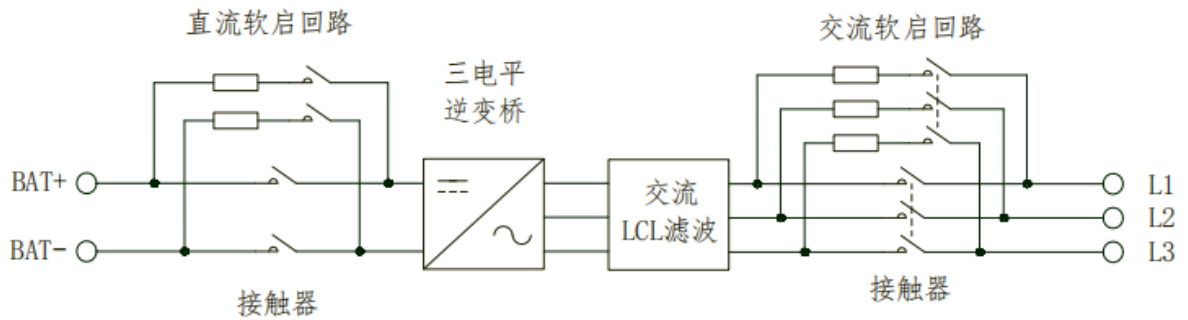 直流软启回路
交流软启回路
三电平
逆变桥
BAT+
BAT-
交流
LCL滤波
L1
L2
L3
接触器
接触器